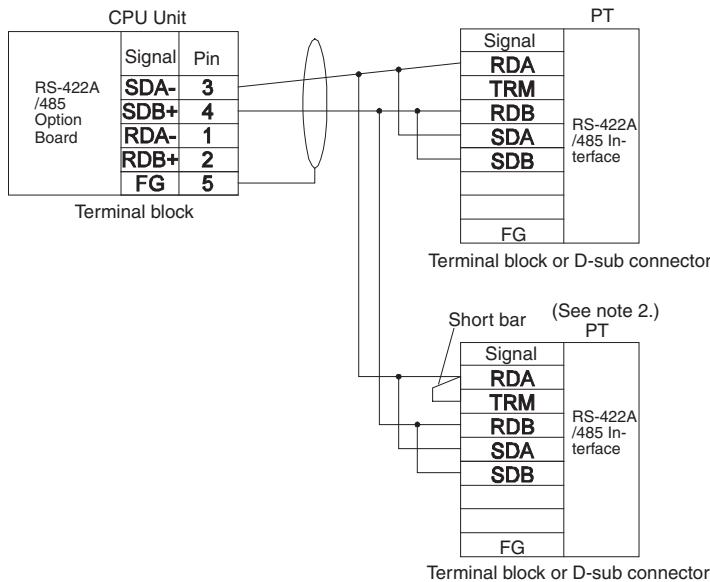 CPU Unit
Signal Pin
RS-422A
/485
Option
Board
SDA- 3
SDB+ 4
RDA- 1
RDB+ 2
FG 5
Terminal block
PT
Signal
RDA
TRM
RDB
SDA
SDB
FG
RS-422A
/485 In-
terface
Terminal block or D-sub connector
Short bar
(See note 2.)
PT
Signal
RDA
TRM
RDB
SDA
SDB
FG
RS-422A
/485 In-
terface
Terminal block or D-sub connector